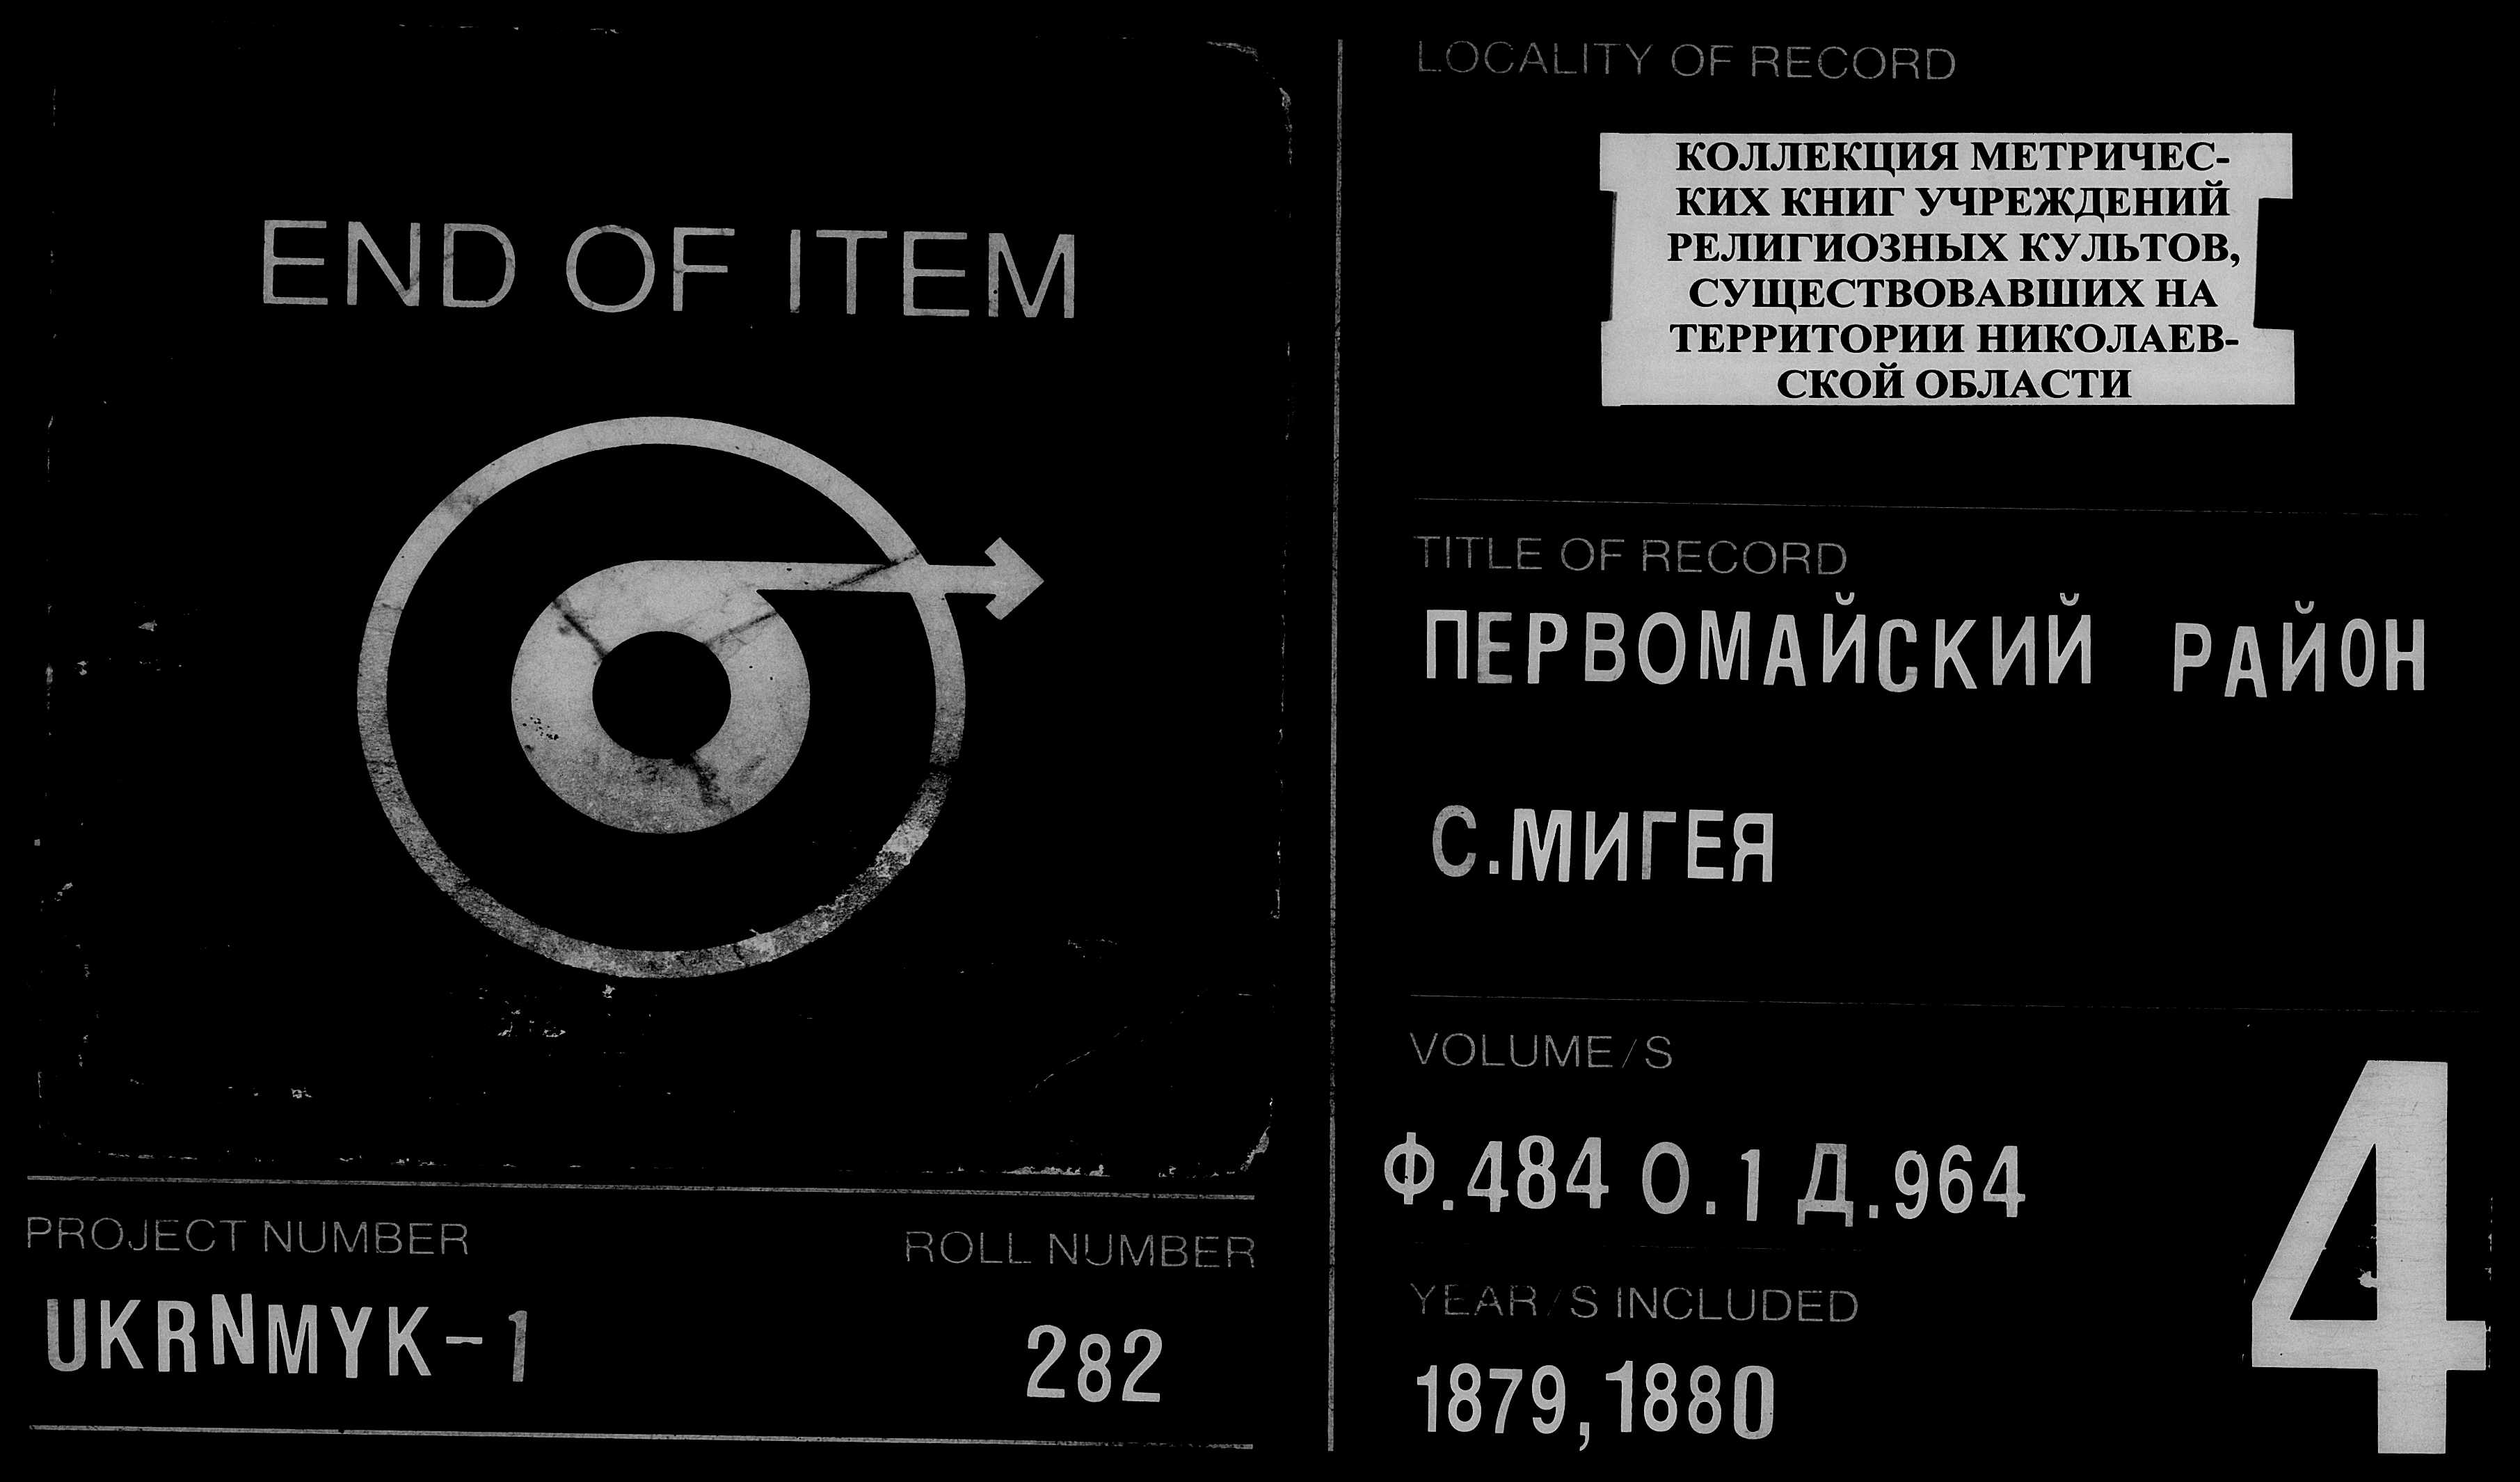 END OF ITEM
PROJECT NUMBER
UKRNMYK-1
ROLL NUMBER
282
LOCALITY OF RECORD
КОЛЛЕКЦИЯ МЕТРИЧЕС-
КИХ КНИГ УЧРЕЖДЕНИЙ
РЕЛИГИОЗНЫХ КУЛЬТОВ,
СУЩЕСТВОВАВШИХ НА
ТЕРРИТОРИИ НИКОЛАЕВ-
СКОЙ ОБЛАСТИ
TITLE OF RECORD
ПЕРВОМАЙСКИЙ РАЙОН
С.МИГЕЯ
VOLUME/S
Ф.484 О.1 Д.964
YEAR/S INCLUDED
1879,1880
4